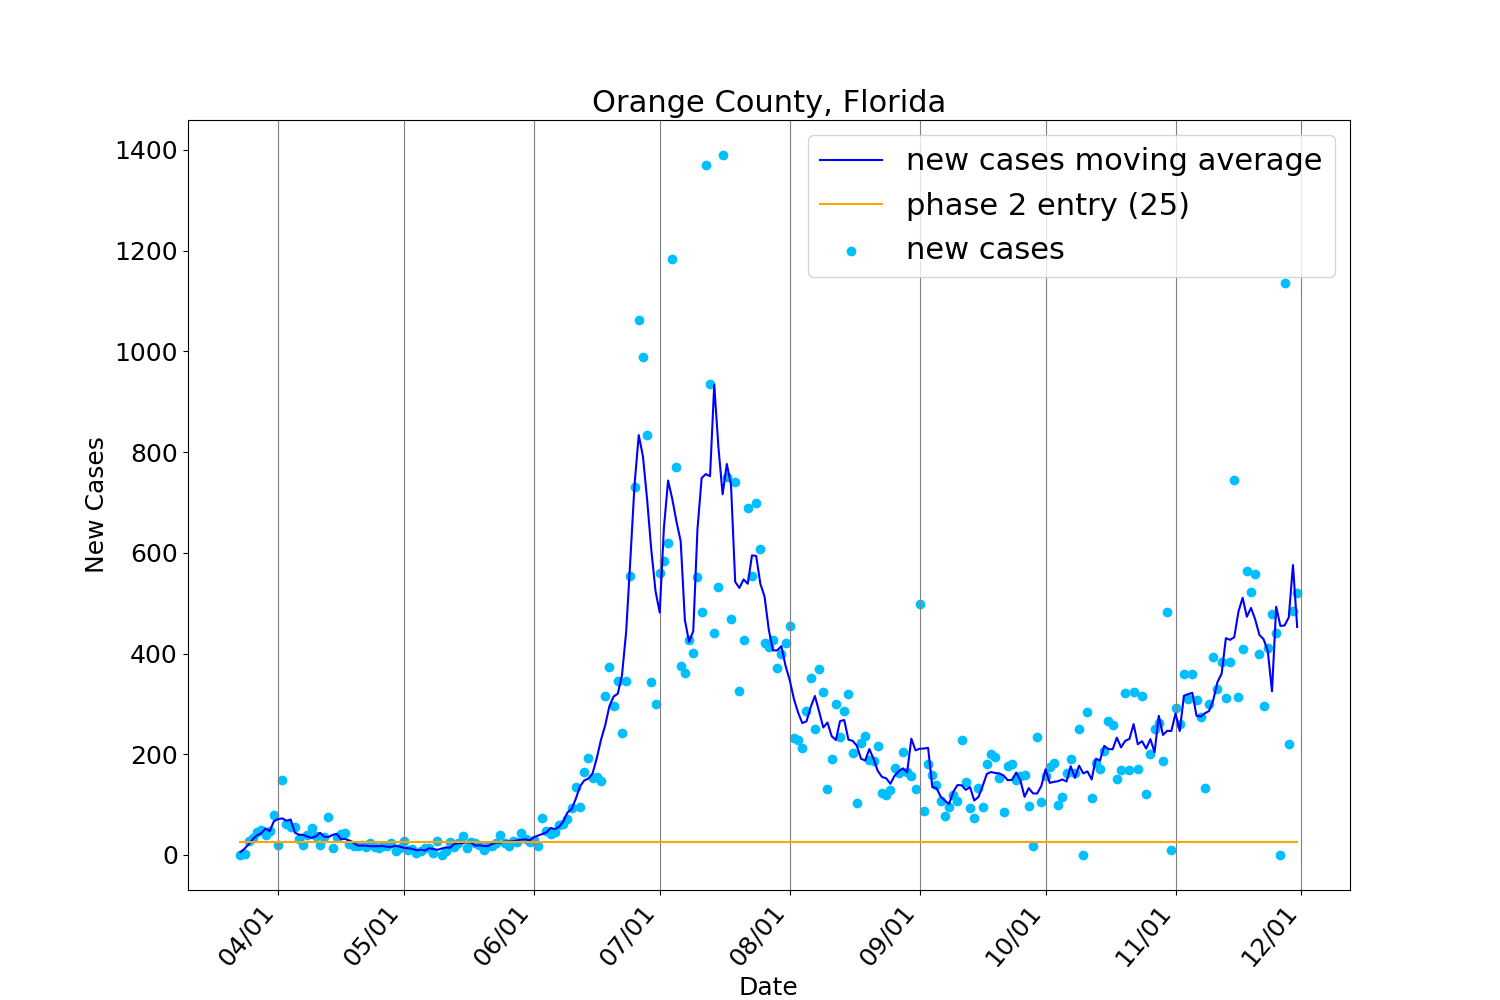 Orange County, Florida
new cases moving average
phase 2 entry (25)
new cases
New Cases
1400
1200
1000
800
600
400
200
0
04/01
05/01
06/01
07/01
08/01
09/01
10/01
11/01
12/01
Date